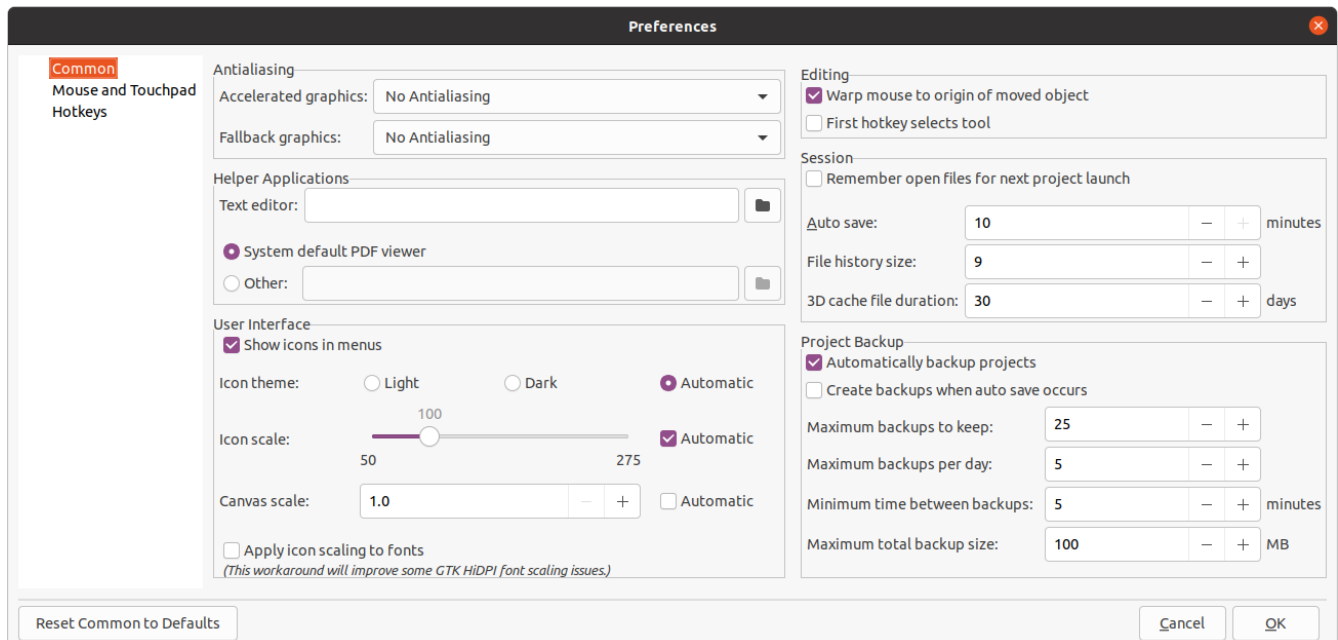 Preferences
Common
Mouse and Touchpad
Hotkeys
Antialiasing
Accelerated graphics: No Antialiasing
Fallback graphics: No Antialiasing
Helper Applications
Text editor:
System default PDF viewer
Other:
User Interface
Show icons in menus
Icon theme: Light Dark Automatic
100
Icon scale: Automatic
50 275
Canvas scale: 1.0 Automatic
Apply icon scaling to fonts
(This workaround will improve some GTK HiDPI font scaling issues.)
Editing
Warp mouse to origin of moved object
First hotkey selects tool
Session
Remember open files for next project launch
Auto save: 10 minutes
File history size: 9
3D cache file duration: 30 days
Project Backup
Automatically backup projects
Create backups when auto save occurs
Maximum backups to keep: 25
Maximum backups per day: 5
Minimum time between backups: 5 minutes
Maximum total backup size: 100 MB
Reset Common to Defaults
Cancel OK